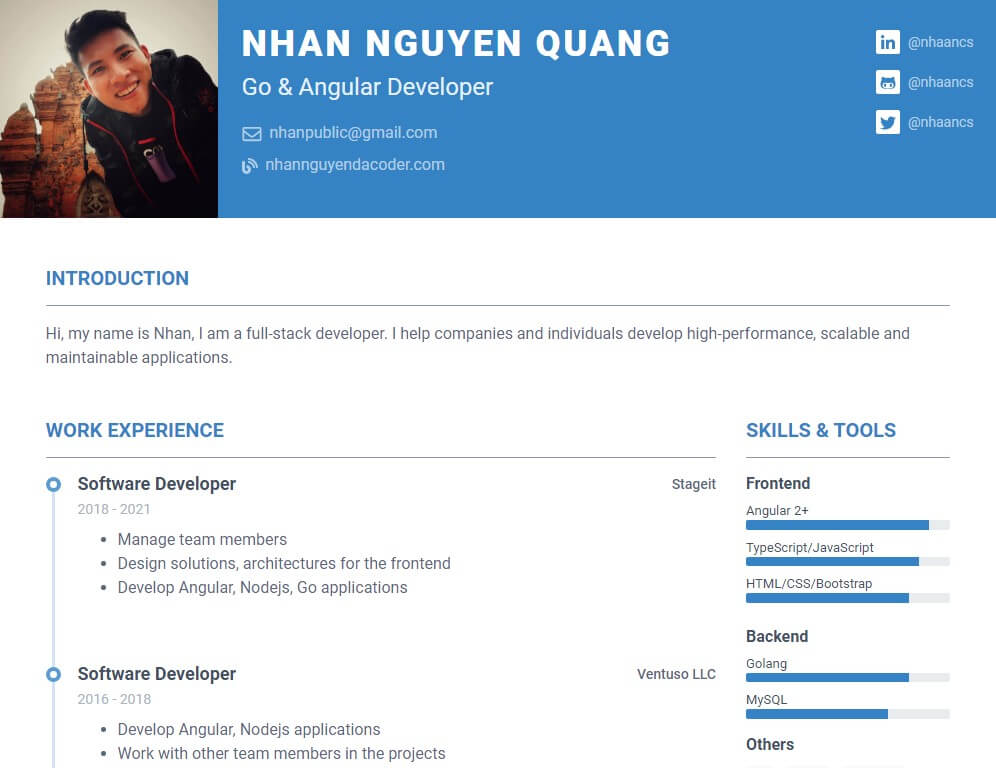 NHAN NGUYEN QUANG
Go & Angular Developer
nhanpublic@gmail.com
nhannguyendacoder.com
@nhaancs
@nhaancs
@nhaancs
INTRODUCTION
Hi, my name is Nhan, I am a full-stack developer. I help companies and individuals develop high-performance, scalable and
maintainable applications.
WORK EXPERIENCE
Software Developer
Stageit
2018 - 2021
Manage team members
Design solutions, architectures for the frontend
Develop Angular, Nodejs, Go applications
Software Developer
Ventuso LLC
2016 - 2018
Develop Angular, Nodejs applications
Work with other team members in the projects
SKILLS & TOOLS
Frontend
Angular 2+
TypeScript/JavaScript
HTML/CSS/Bootstrap
Backend
Golang
MySQL
Others